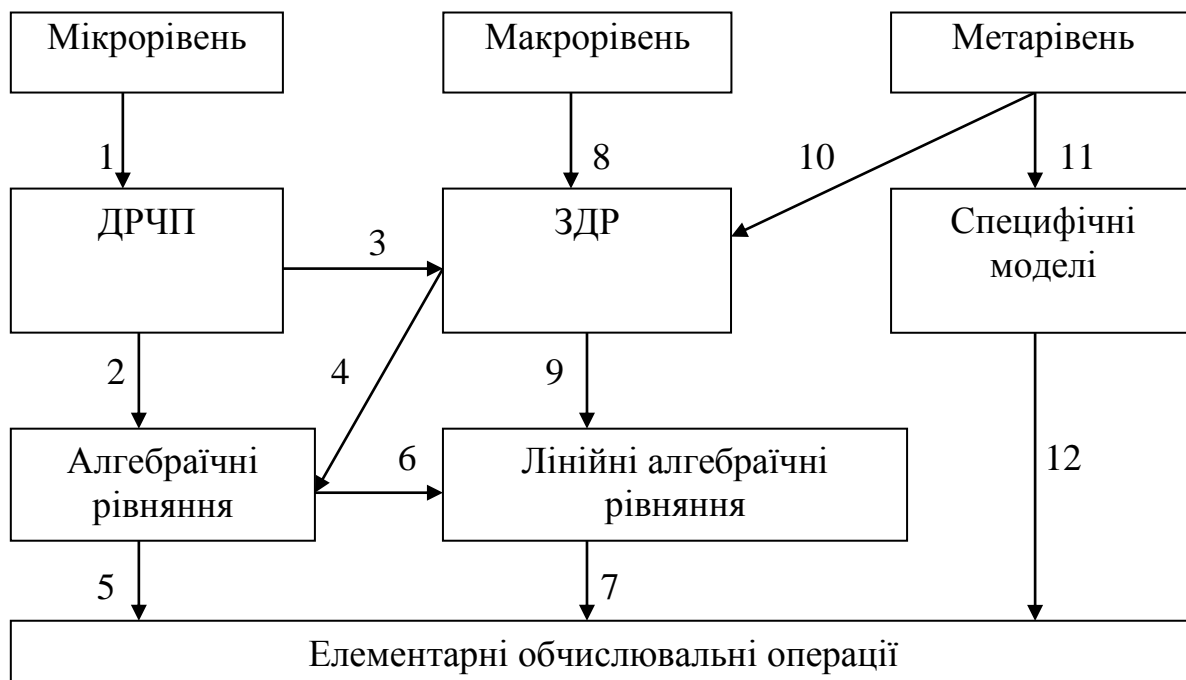 Мікрорівень
Макрорівень
Метарівень
1
8
10
11
ДРЧП
ЗДР
Специфічні
моделі
3
2
4
9
Алгебраїчні
рівняння
6
Лінійні алгебраїчні
рівняння
12
5
7
Елементарні обчислювальні операції